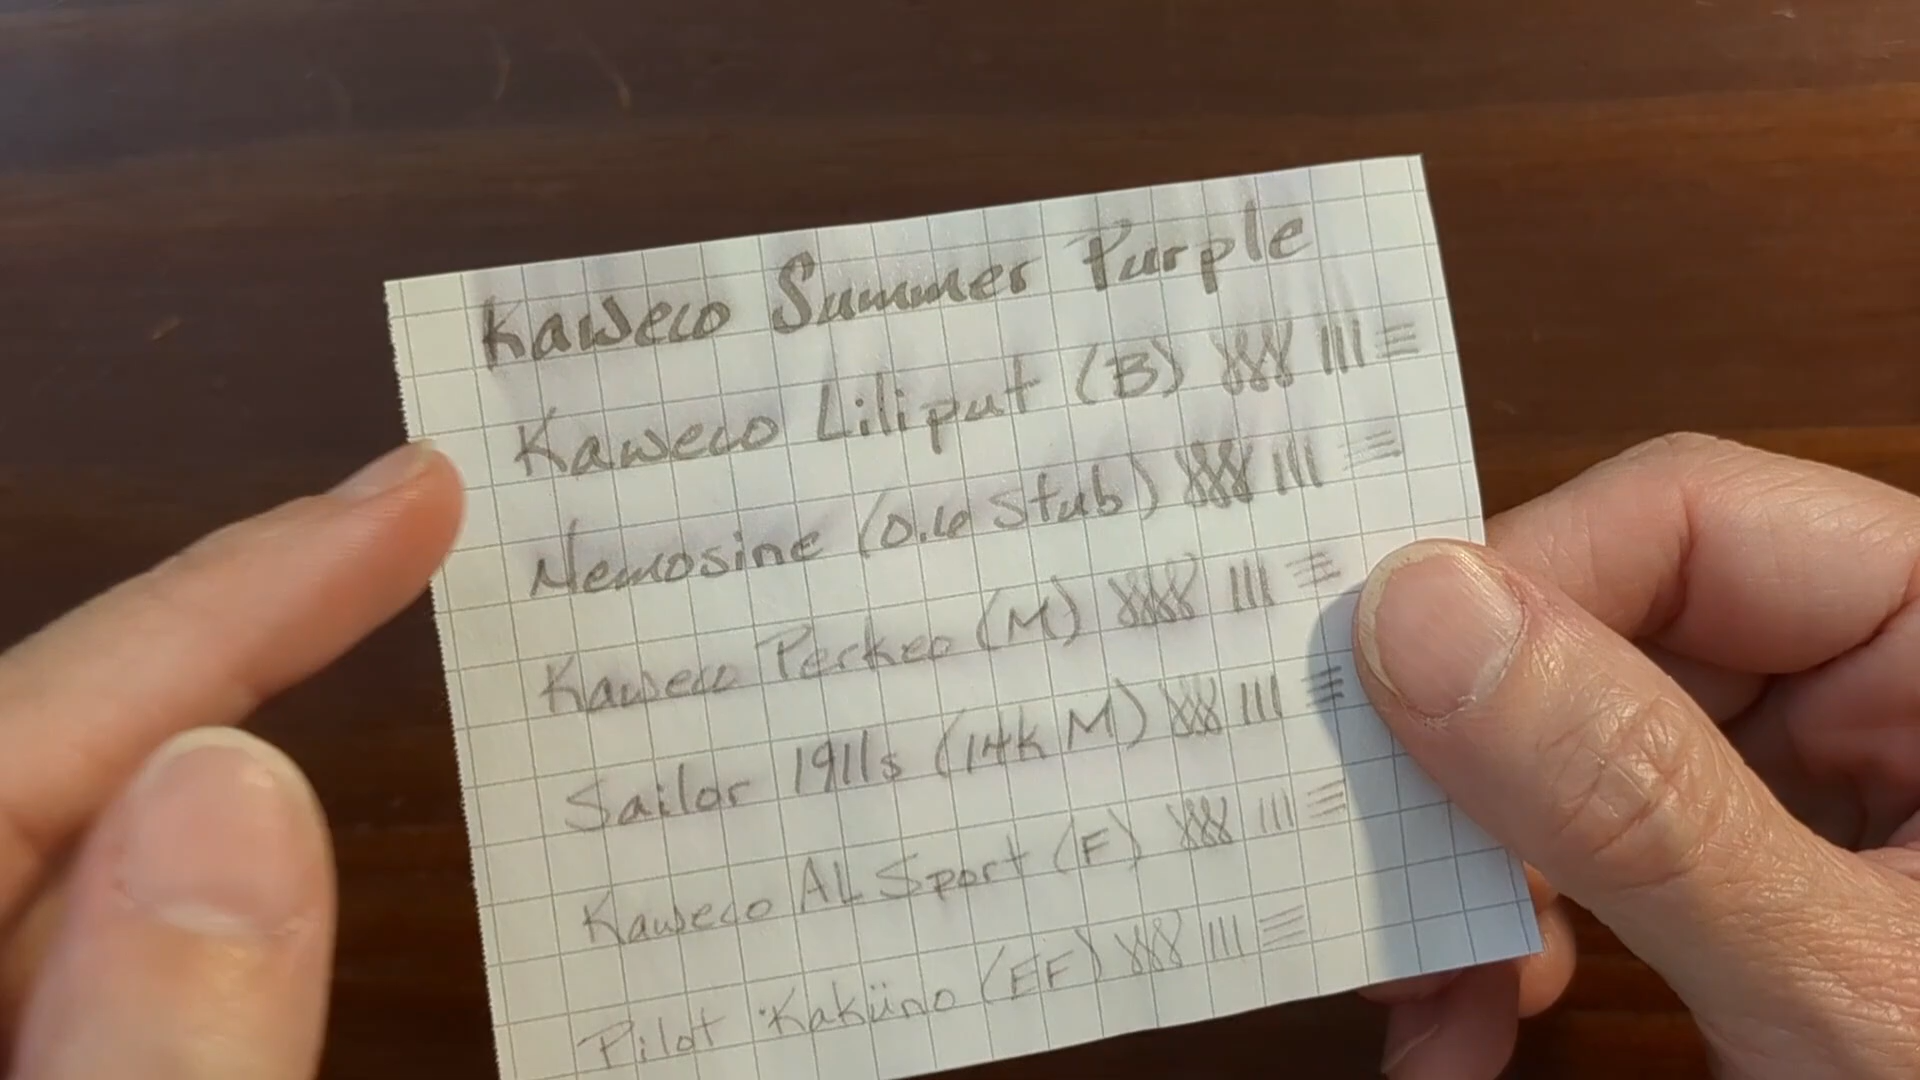 Kaweco Summer Purple
Kaweco Liliput (B)
Nemosine (0.6 Stub)
Kaweco Perkeo (M)
Sailor 1911s (14k M)
Kaweco AL Sport (F)
Pilot Kaküno (EF)